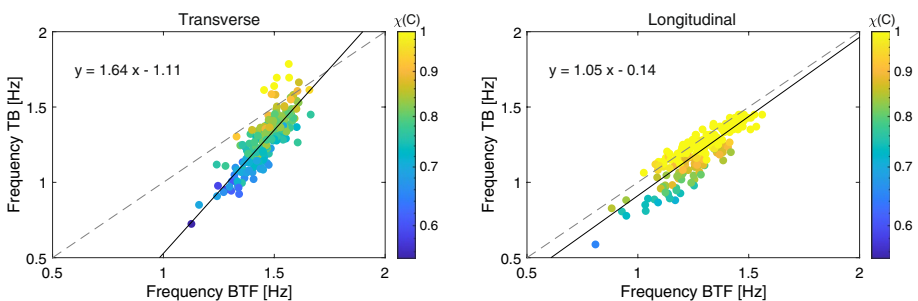 Transverse
χ(C)
2
1.5
1
0.5
Frequency TB [Hz]
y = 1.64 x - 1.11
0.5
1
1.5
2
Frequency BTF [Hz]
1
0.9
0.8
0.7
0.6
Longitudinal
χ(C)
2
1.5
1
0.5
Frequency TB [Hz]
y = 1.05 x - 0.14
0.5
1
1.5
2
Frequency BTF [Hz]
1
0.9
0.8
0.7
0.6